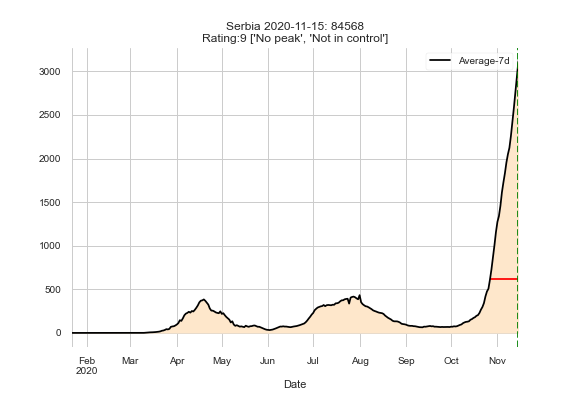 Serbia 2020-11-15: 84568
Rating:9 ['No peak', 'Not in control']
Average-7d
3000
2500
2000
1500
1000
500
0
Feb Mar Apr May Jun Jul Aug Sep Oct Nov
2020
Date